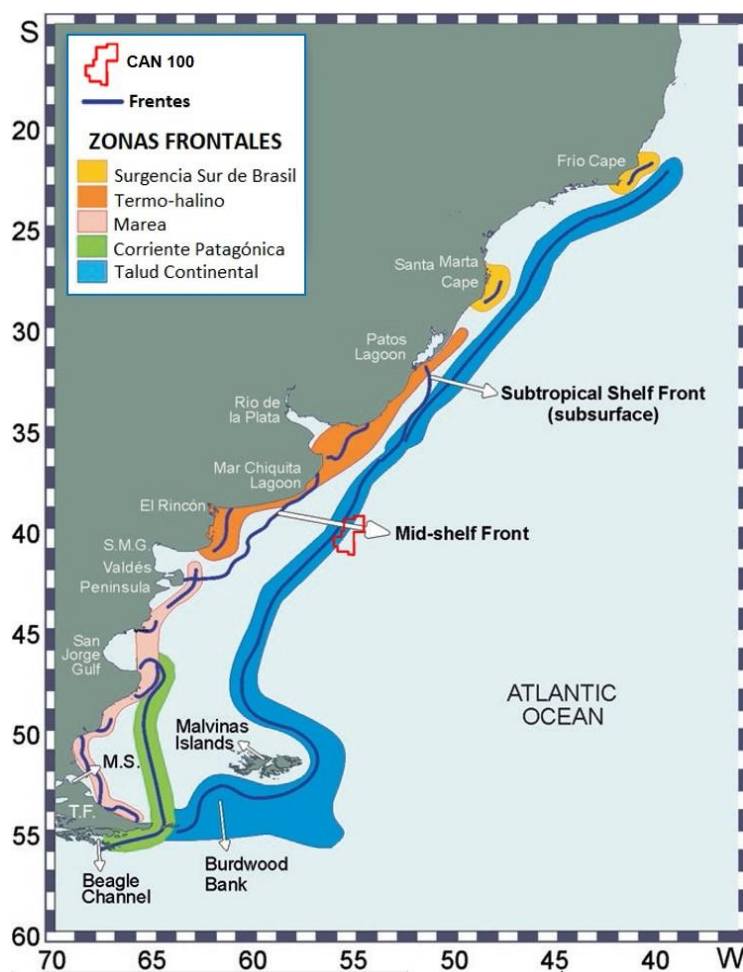 S
CAN 100
Frentes
ZONAS FRONTALES
Surgencia Sur de Brasil
Termo-halino
Marea
Corriente Patagónica
Talud Continental
20
25
30
35
40
45
50
55
60
Frio Cape
Santa Marta
Cape
Patos
Lagoon
Subtropical Shelf Front
(subsurface)
Rio de
la Plata
Mar Chiquita
Lagoon
El Rincón
Mid-shelf Front
S.M.G.
Valdés
Peninsula
San
Jorge
Gulf
ATLANTIC
OCEAN
Malvinas
Islands
M.S.
T.F.
Beagle
Channel
Burdwood
Bank
70 65 60 55 50 45 40 W